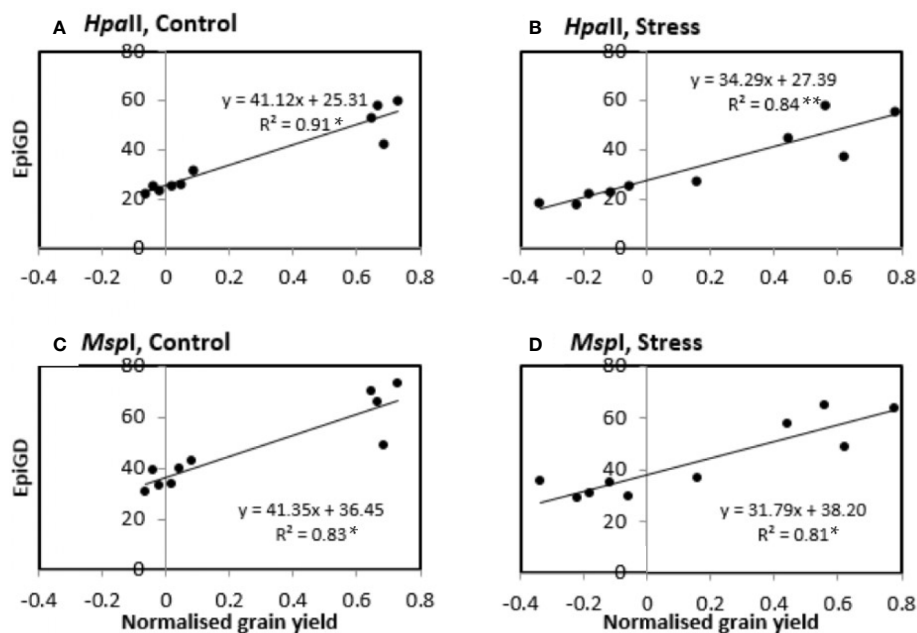 A HpaII, Control
80
60
40
20
0
EpiGD
y = 41.12x + 25.31
R² = 0.91 *
-0.4 -0.2 0 0.2 0.4 0.6 0.8
B HpaII, Stress
80
60
40
20
0
y = 34.29x + 27.39
R² = 0.84 **
-0.4 -0.2 0 0.2 0.4 0.6 0.8
C MspI, Control
80
60
40
20
0
EpiGD
y = 41.35x + 36.45
R² = 0.83 *
-0.4 -0.2 0 0.2 0.4 0.6 0.8
Normalised grain yield
D MspI, Stress
80
60
40
20
0
y = 31.79x + 38.20
R² = 0.81 *
-0.4 -0.2 0 0.2 0.4 0.6 0.8
Normalised grain yield